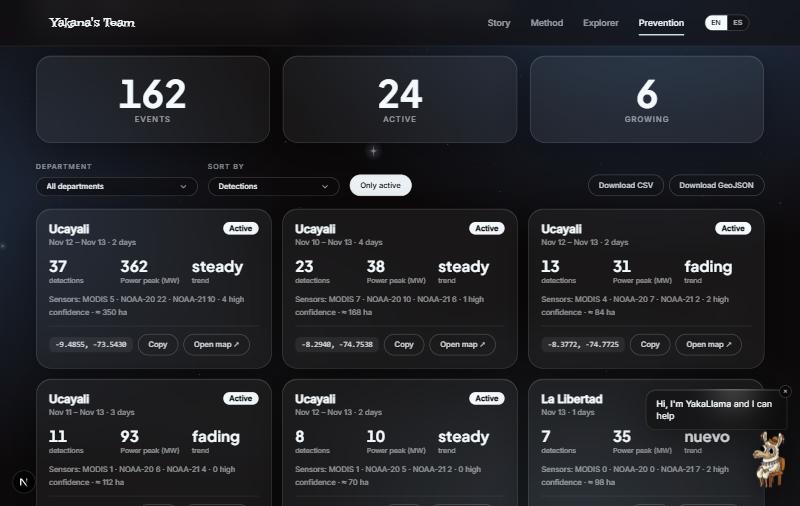 Yakana's Team
Story
Method
Explorer
Prevention
EN
ES
162
EVENTS
24
ACTIVE
6
GROWING
DEPARTMENT
All departments
SORT BY
Detections
Only active
Download CSV
Download GeoJSON
Ucayali
Active
Nov 12 – Nov 13 · 2 days
37
detections
362
Power peak (MW)
steady
trend
Sensors: MODIS 5 · NOAA-20 22 · NOAA-21 10 · 4 high
confidence · ≈ 350 ha
-9.4855, -73.5430
Copy
Open map ↗
Ucayali
Active
Nov 10 – Nov 13 · 4 days
23
detections
38
Power peak (MW)
steady
trend
Sensors: MODIS 7 · NOAA-20 10 · NOAA-21 6 · 1 high
confidence · ≈ 168 ha
-8.2940, -74.7538
Copy
Open map ↗
Ucayali
Active
Nov 12 – Nov 13 · 2 days
13
detections
31
Power peak (MW)
fading
trend
Sensors: MODIS 4 · NOAA-20 7 · NOAA-21 2 · 2 high
confidence · ≈ 84 ha
-8.3772, -74.7725
Copy
Open map ↗
Ucayali
Active
Nov 11 – Nov 13 · 3 days
11
detections
93
Power peak (MW)
fading
trend
Sensors: MODIS 1 · NOAA-20 6 · NOAA-21 4 · 0 high
confidence · ≈ 112 ha
Ucayali
Active
Nov 12 – Nov 13 · 2 days
8
detections
10
Power peak (MW)
steady
trend
Sensors: MODIS 1 · NOAA-20 5 · NOAA-21 2 · 0 high
confidence · ≈ 70 ha
La Libertad
Nov 13 · 1 days
7
detections
35
Power peak (MW)
nuevo
trend
Sensors: MODIS 0 · NOAA-20 0 · NOAA-21 7 · 2 high
confidence · ≈ 98 ha
Hi, I'm YakaLlama and I can
help
N